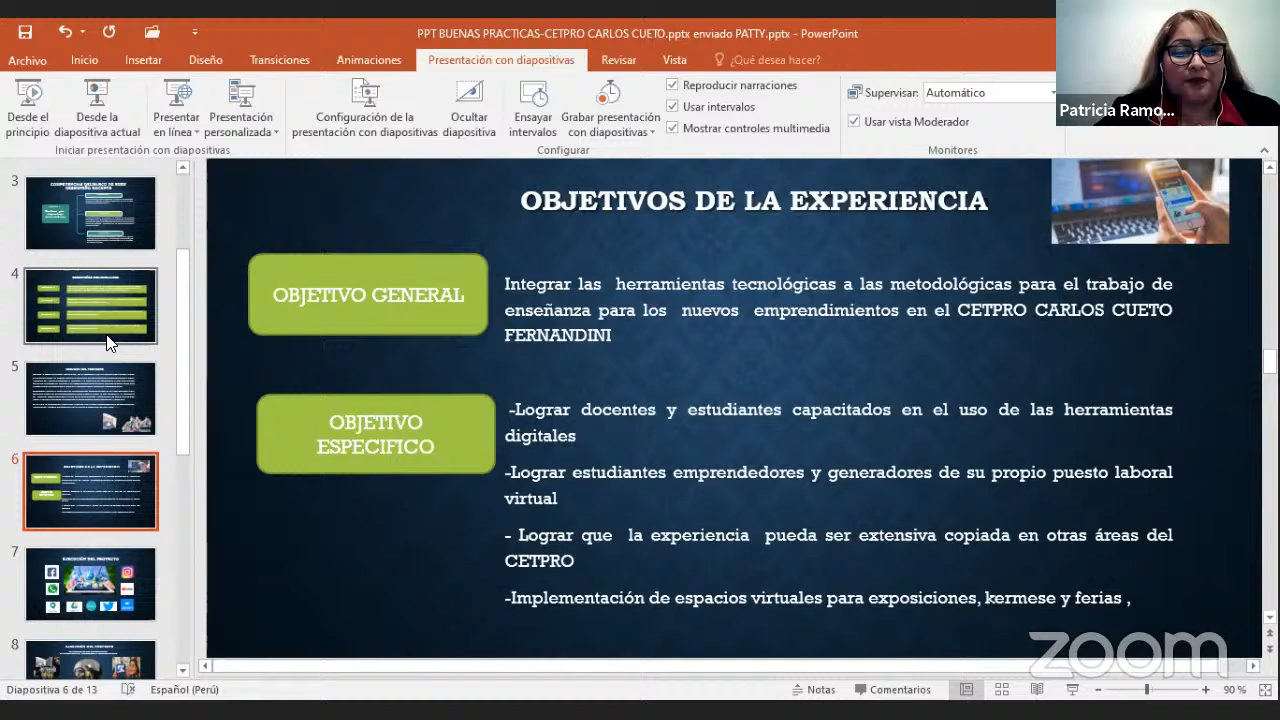 PPT BUENAS PRACTICAS-CETPRO CARLOS CUETO.pptx enviado PATTY.pptx - PowerPoint
Archivo Inicio Insertar Diseño Transiciones Animaciones Presentación con diapositivas Revisar Vista ¿Qué desea hacer?
Desde el principio
Desde la diapositiva actual
Presentar en línea
Presentación personalizada
Iniciar presentación con diapositivas
Configuración de la presentación con diapositivas
Ocultar diapositiva
Ensayar intervalos
Grabar presentación con diapositivas
Reproducir narraciones
Usar intervalos
Mostrar controles multimedia
Configurar
Supervisar: Automático
Usar vista Moderador
Monitores
Patricia Ramo...
3
4
5
6
7
EJECUCIÓN DEL PROYECTO
8
OBJETIVOS DE LA EXPERIENCIA
OBJETIVO GENERAL
Integrar las herramientas tecnológicas a las metodológicas para el trabajo de
enseñanza para los nuevos emprendimientos en el CETPRO CARLOS CUETO
FERNANDINI
OBJETIVO
ESPECIFICO
-Lograr docentes y estudiantes capacitados en el uso de las herramientas
digitales
-Lograr estudiantes emprendedores y generadores de su propio puesto laboral
virtual
- Lograr que la experiencia pueda ser extensiva copiada en otras áreas del
CETPRO
-Implementación de espacios virtuales para exposiciones, kermese y ferias ,
zoom
Diapositiva 6 de 13 Español (Perú) Notas Comentarios 90 %